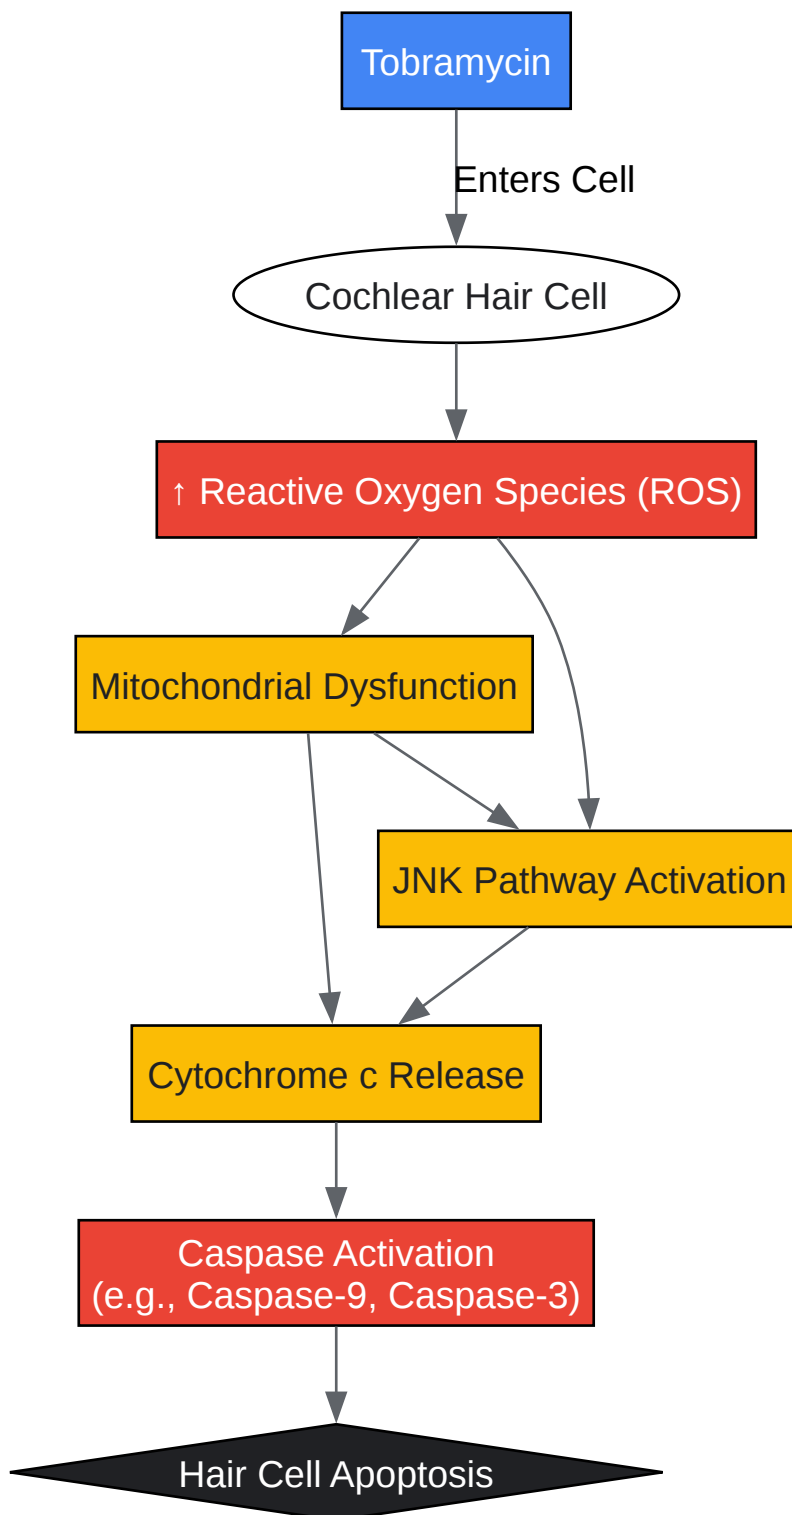 Tobramycin
Enters Cell
Cochlear Hair Cell
↑ Reactive Oxygen Species (ROS)
Mitochondrial Dysfunction
JNK Pathway Activation
Cytochrome c Release
Caspase Activation
(e.g., Caspase-9, Caspase-3)
Hair Cell Apoptosis